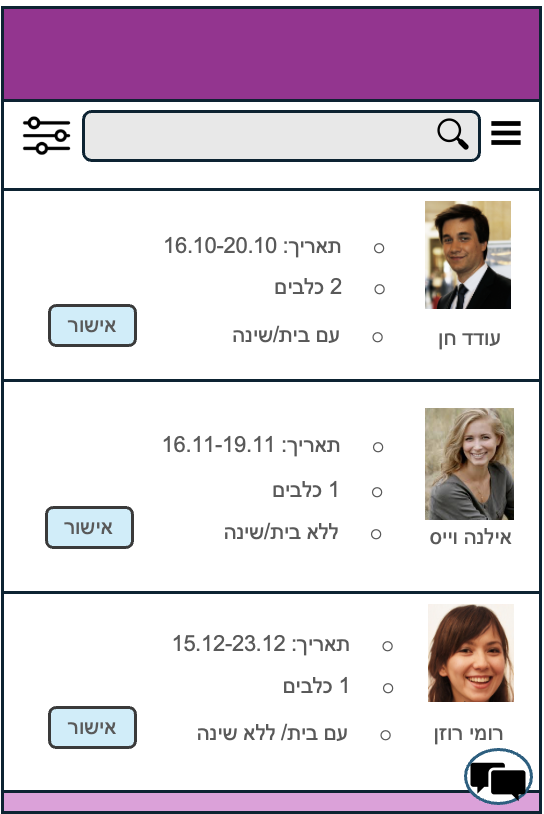 תאריך: 16.10-20.10
2 כלבים
עם בית/שינה
אישור
עודד חן
תאריך: 16.11-19.11
1 כלבים
ללא בית/שינה
אישור
אילנה וייס
תאריך: 15.12-23.12
1 כלבים
עם בית/ ללא שינה
אישור
רומי רוזן